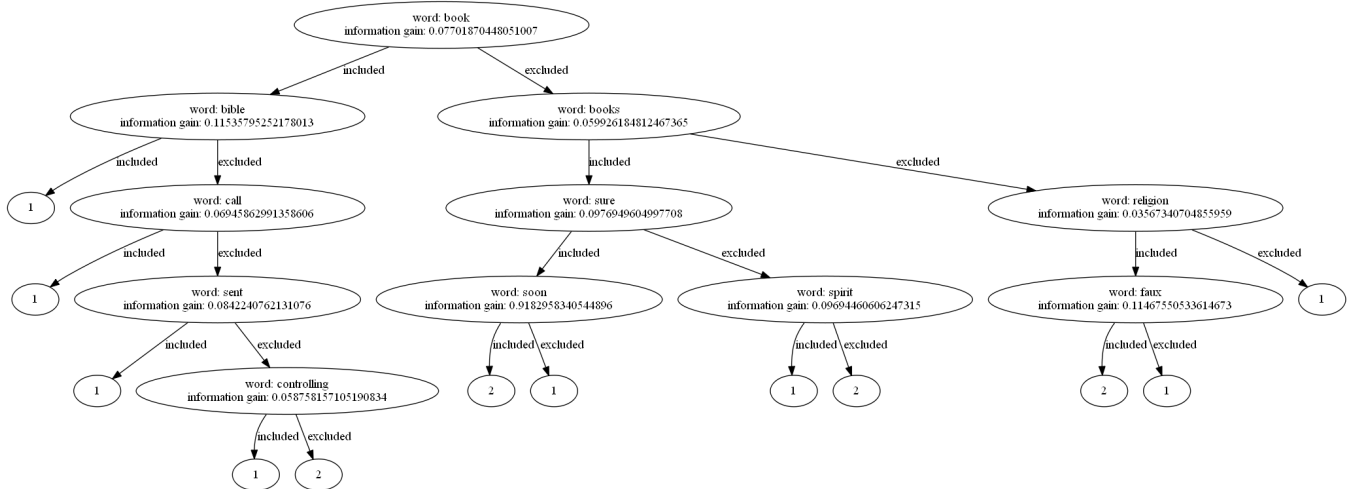 word: book
information gain: 0.07701870448051007
included
excluded
word: bible
information gain: 0.11535795252178013
word: books
information gain: 0.059926184812467365
included
excluded
included
excluded
1
word: call
information gain: 0.06945862991358606
word: sure
information gain: 0.0976949604997708
word: religion
information gain: 0.03567340704855959
included
excluded
included
excluded
included
excluded
1
word: sent
information gain: 0.0842240762131076
word: soon
information gain: 0.9182958340544896
word: spirit
information gain: 0.09694460606247315
word: faux
information gain: 0.11467550533614673
1
included
excluded
included
excluded
included
excluded
included
excluded
1
word: controlling
information gain: 0.058758157105190834
2
1
1
2
2
1
included
excluded
1
2